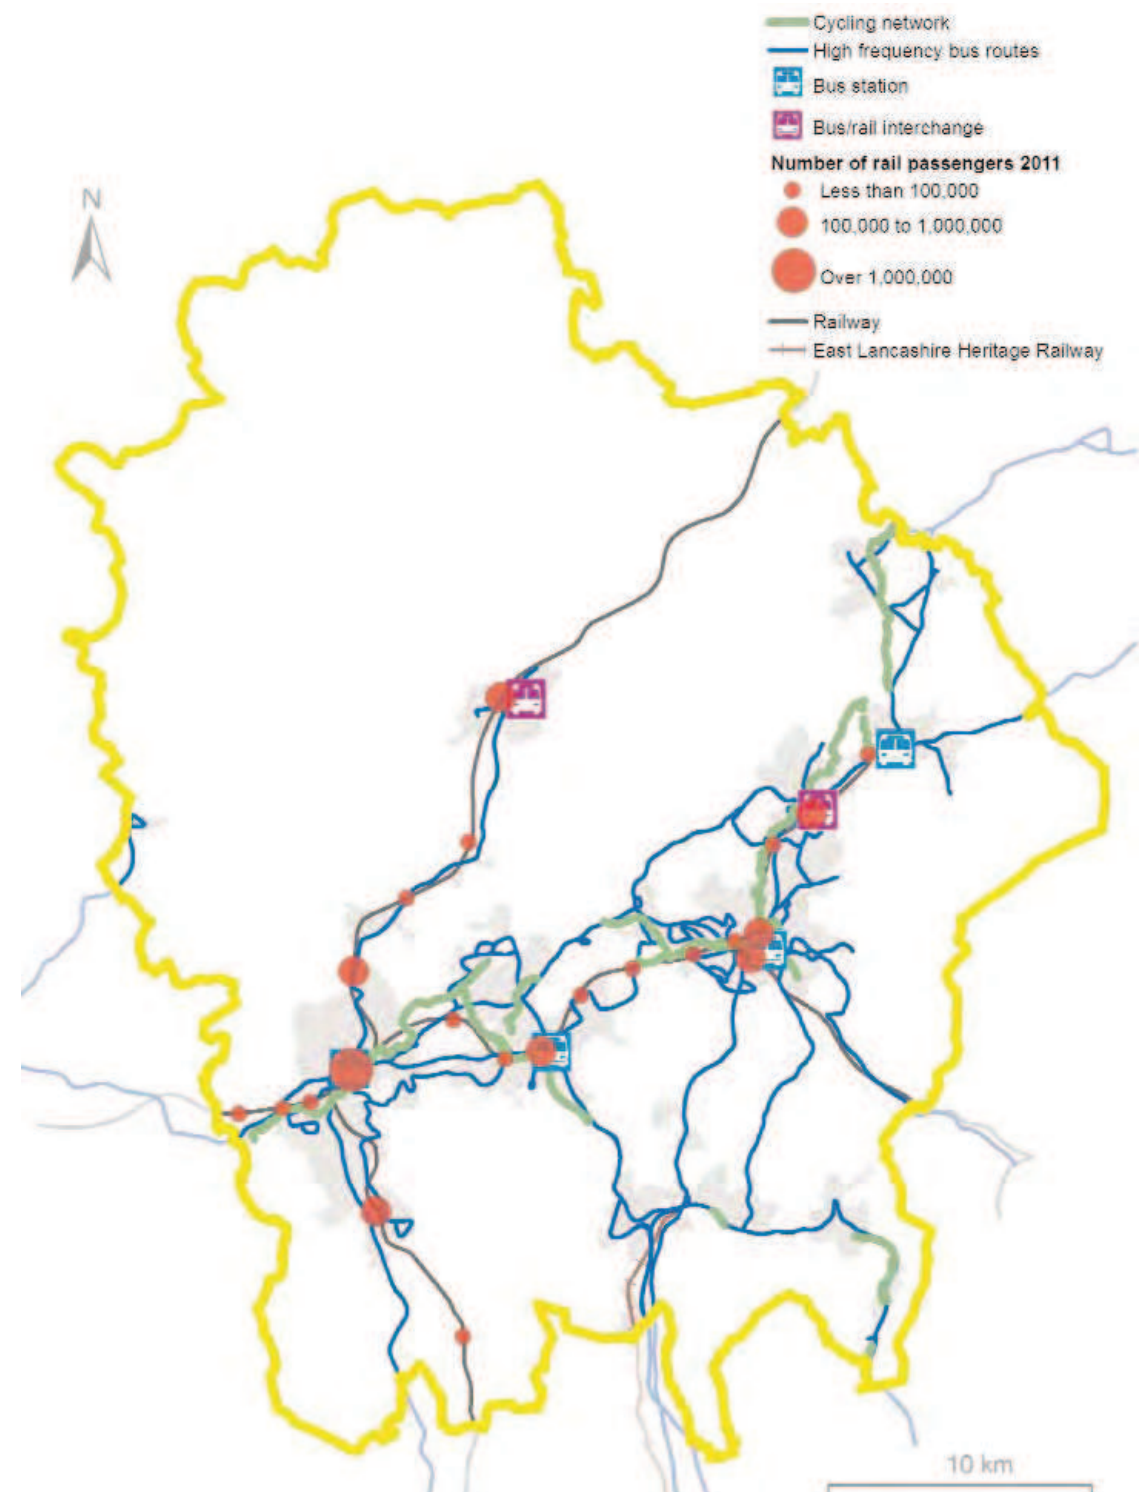 Cycling network
High frequency bus routes
Bus station
Bus/rail interchange
Number of rail passengers 2011
Less than 100,000
100,000 to 1,000,000
Over 1,000,000
Railway
East Lancashire Heritage Railway
N
10 km